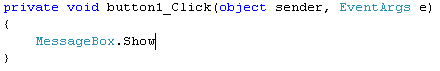 private void button1_Click(object sender, EventArgs e)
{
MessageBox.Show
}